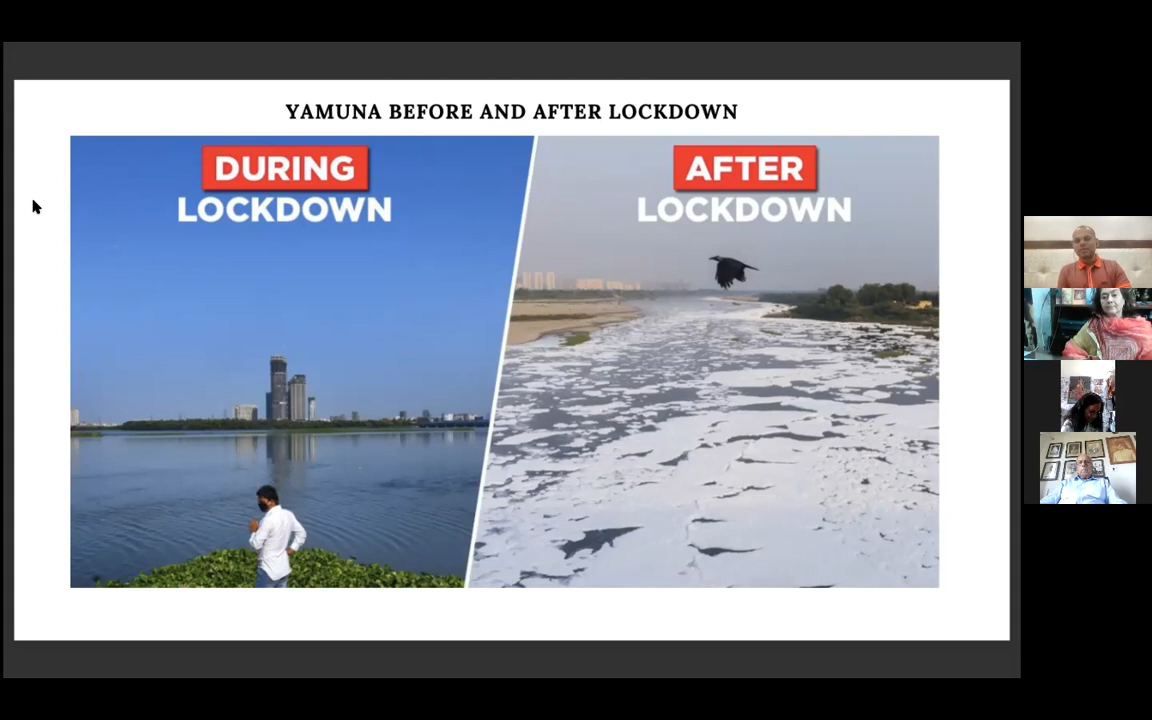 YAMUNA BEFORE AND AFTER LOCKDOWN
DURING
LOCKDOWN
AFTER
LOCKDOWN